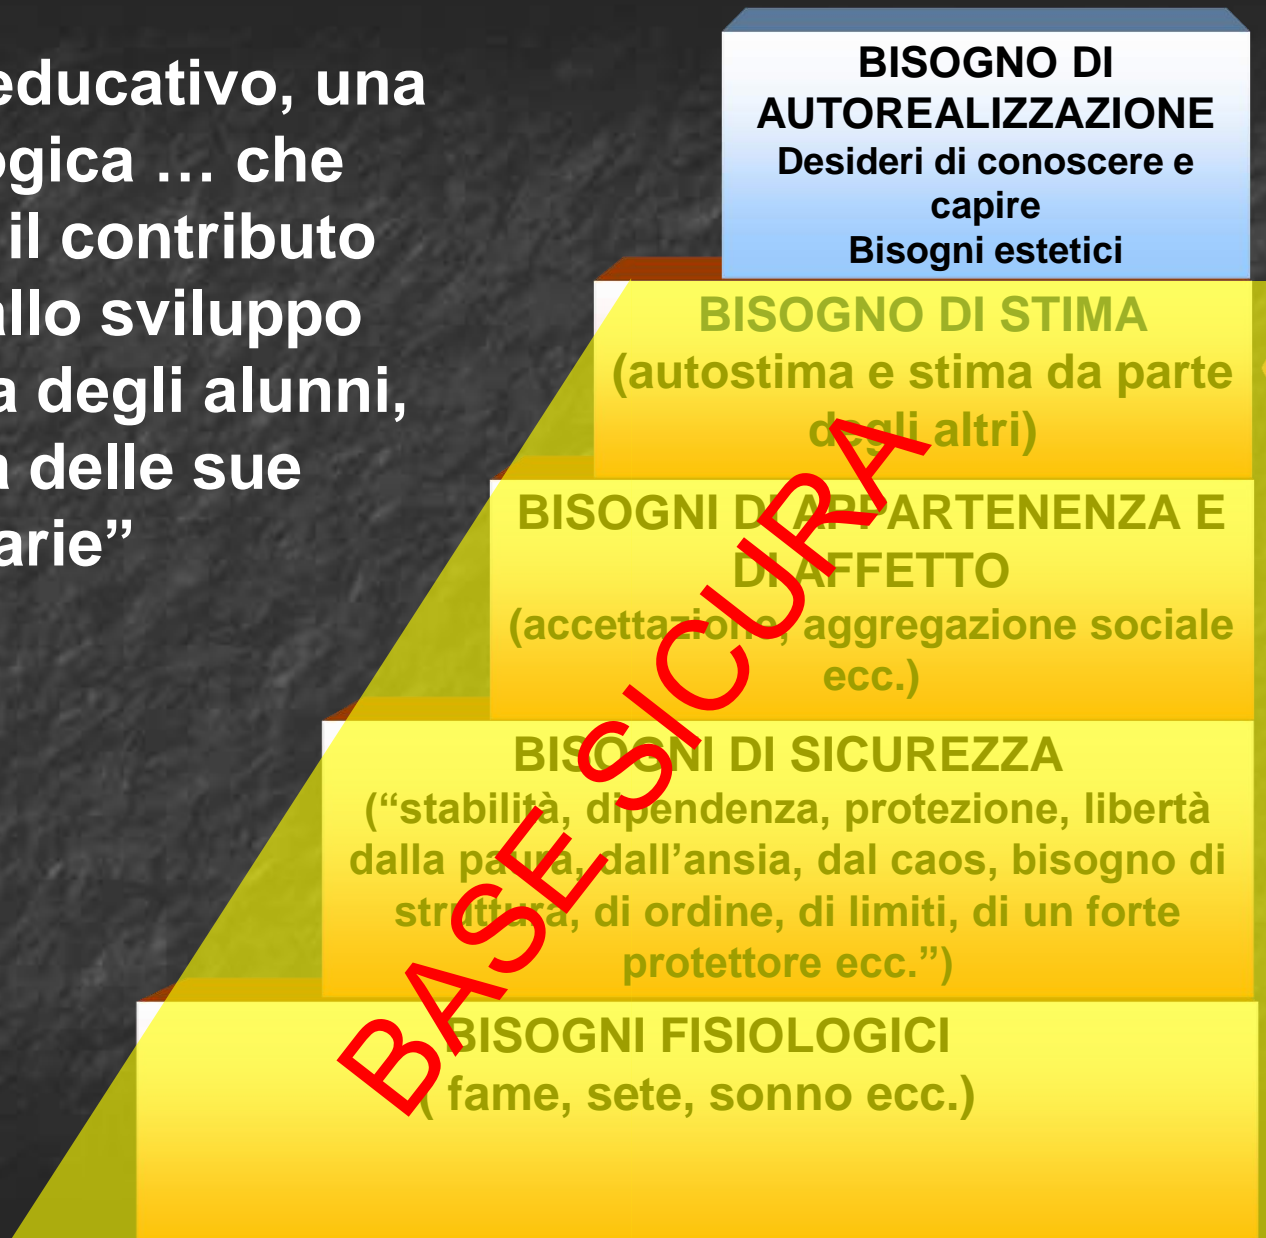 educativo, una
ogica … che
il contributo
allo sviluppo
a degli alunni,
a delle sue
arie”
BISOGNO DI
AUTOREALIZZAZIONE
Desideri di conoscere e
capire
Bisogni estetici
BISOGNO DI STIMA
(autostima e stima da parte
degli altri)
BISOGNI DI APPARTENENZA E
DI AFFETTO
(accettazione, aggregazione sociale
ecc.)
BISOGNI DI SICUREZZA
(“stabilità, dipendenza, protezione, libertà
dalla paura, dall’ansia, dal caos, bisogno di
struttura, di ordine, di limiti, di un forte
protettore ecc.”)
BISOGNI FISIOLOGICI
( fame, sete, sonno ecc.)
BASE SICURA